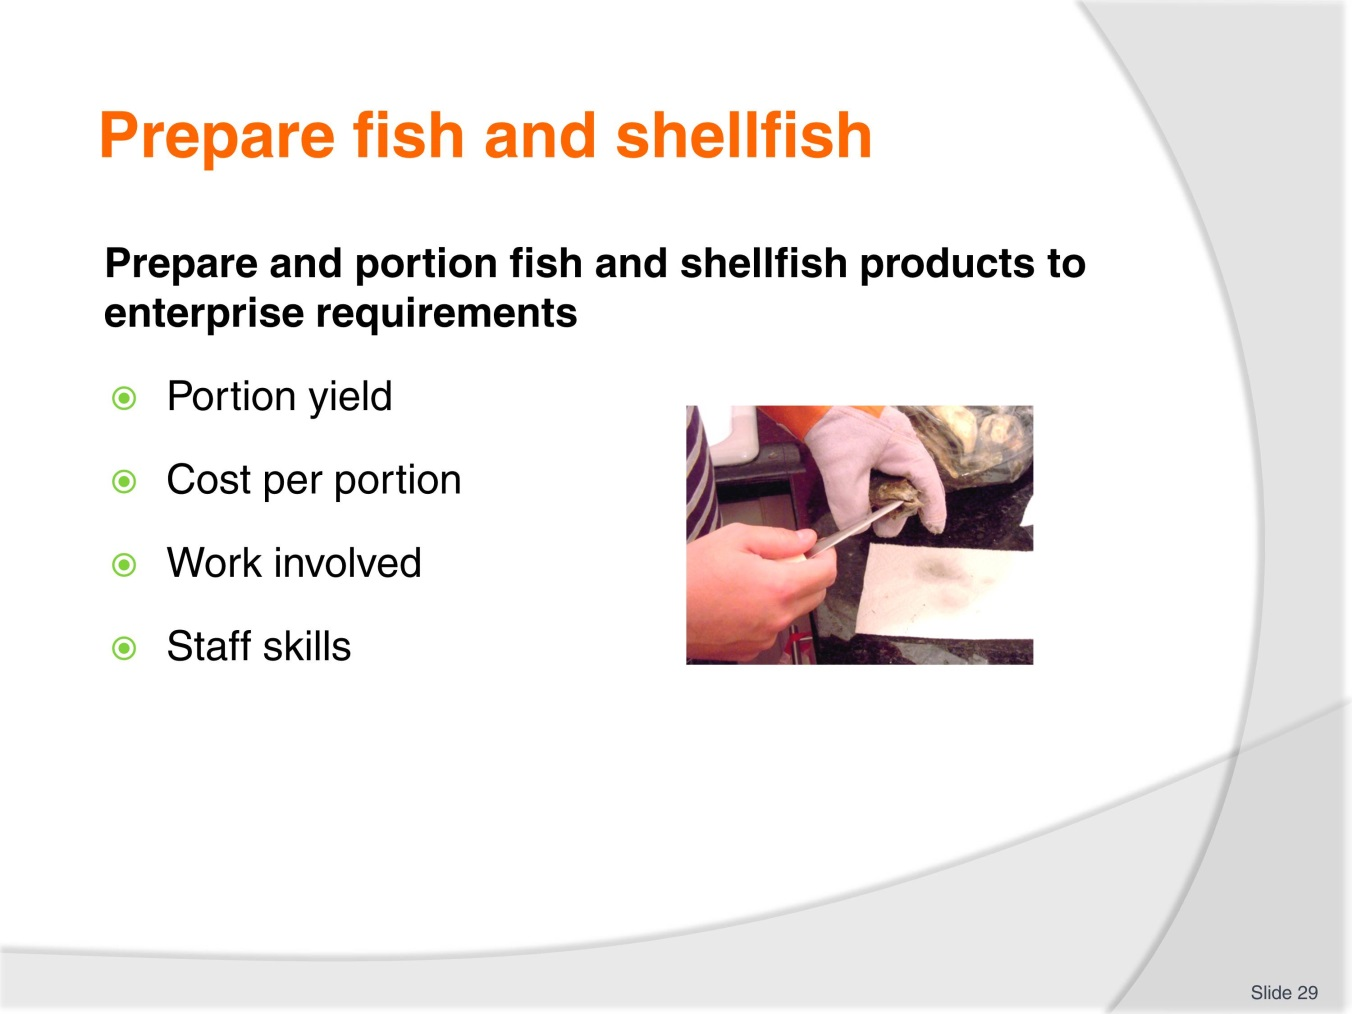 Prepare fish and shellfish
Prepare and portion fish and shellfish products to
enterprise requirements
Portion yield
Cost per portion
Work involved
Staff skills
Slide 29